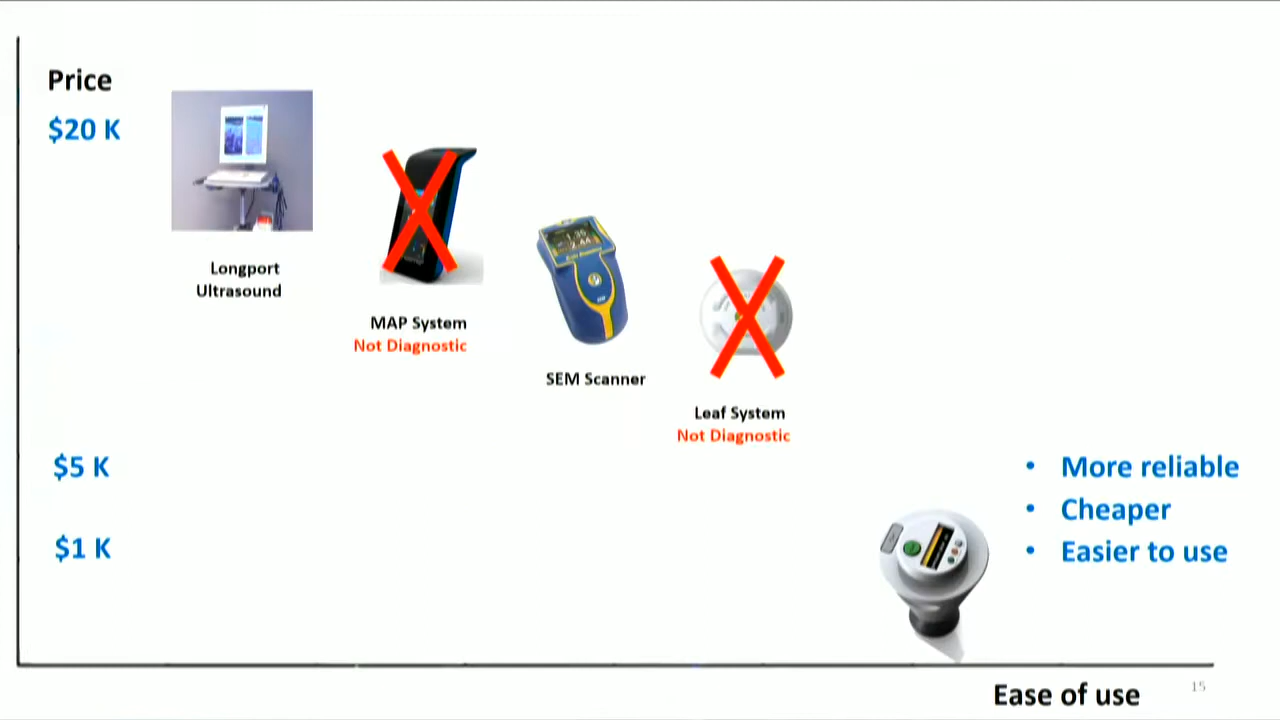 Price
$20 K
Longport
Ultrasound
MAP System
Not Diagnostic
SEM Scanner
Leaf System
Not Diagnostic
$5 K
$1 K
• More reliable
• Cheaper
• Easier to use
Ease of use
15